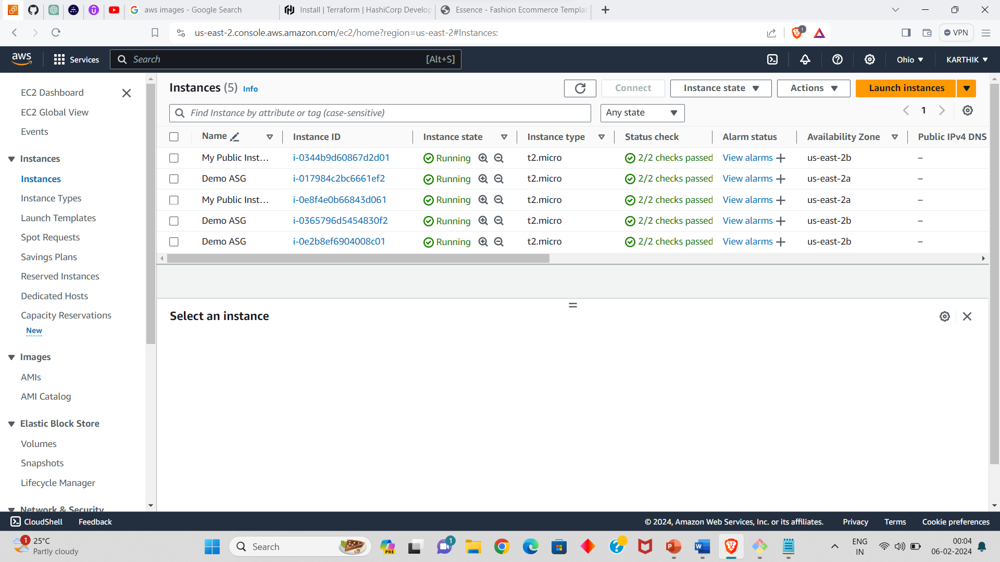 aws images - Google Search
Install | Terraform | HashiCorp Develop
Essence - Fashion Ecommerce Templat
us-east-2.console.aws.amazon.com/ec2/home?region=us-east-2#Instances:
1
VPN
aws
Services
Search
[Alt+S]
Ohio
KARTHIK
EC2 Dashboard
EC2 Global View
Events
Instances
Instances
Instance Types
Launch Templates
Spot Requests
Savings Plans
Reserved Instances
Dedicated Hosts
Capacity Reservations
New
Images
AMIs
AMI Catalog
Elastic Block Store
Volumes
Snapshots
Lifecycle Manager
Network & Security
Instances (5) Info
Connect
Instance state
Actions
Launch instances
Find Instance by attribute or tag (case-sensitive)
Any state
1
Name Instance ID Instance state Instance type Status check Alarm status Availability Zone Public IPv4 DNS
My Public Inst... i-0344b9d60867d2d01 Running t2.micro 2/2 checks passed View alarms + us-east-2b –
Demo ASG i-017984c2bc6661ef2 Running t2.micro 2/2 checks passed View alarms + us-east-2a –
My Public Inst... i-0e8f4e0b66843d061 Running t2.micro 2/2 checks passed View alarms + us-east-2a –
Demo ASG i-0365796d5454830f2 Running t2.micro 2/2 checks passed View alarms + us-east-2b –
Demo ASG i-0e2b8ef6904008c01 Running t2.micro 2/2 checks passed View alarms + us-east-2b –
Select an instance
CloudShell
Feedback
© 2024, Amazon Web Services, Inc. or its affiliates.
Privacy
Terms
Cookie preferences
1
25°C
Partly cloudy
Search
PRE
1
ENG
IN
00:04
06-02-2024